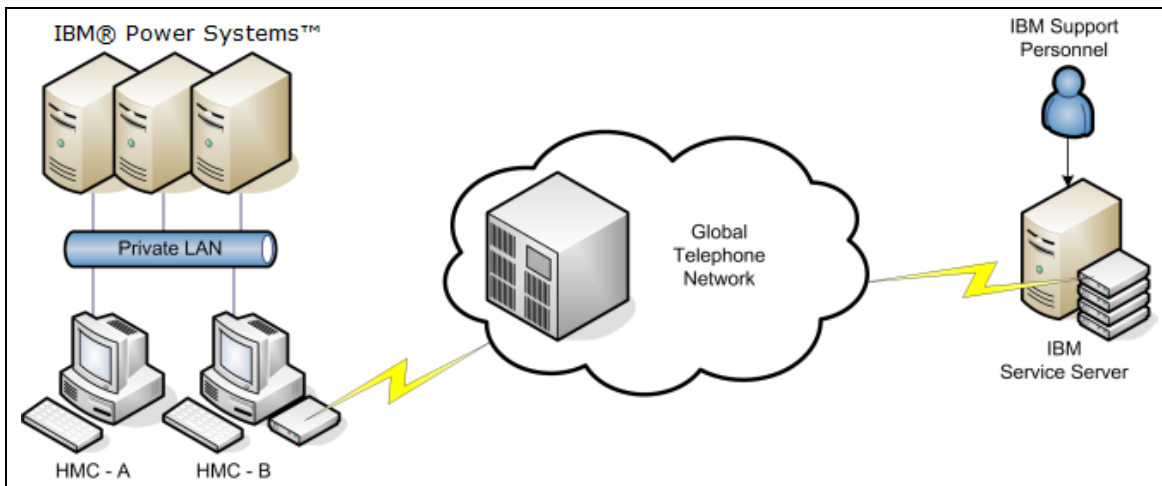 IBM® Power Systems™
Private LAN
HMC - A
HMC - B
Global
Telephone
Network
IBM Support
Personnel
IBM
Service Server